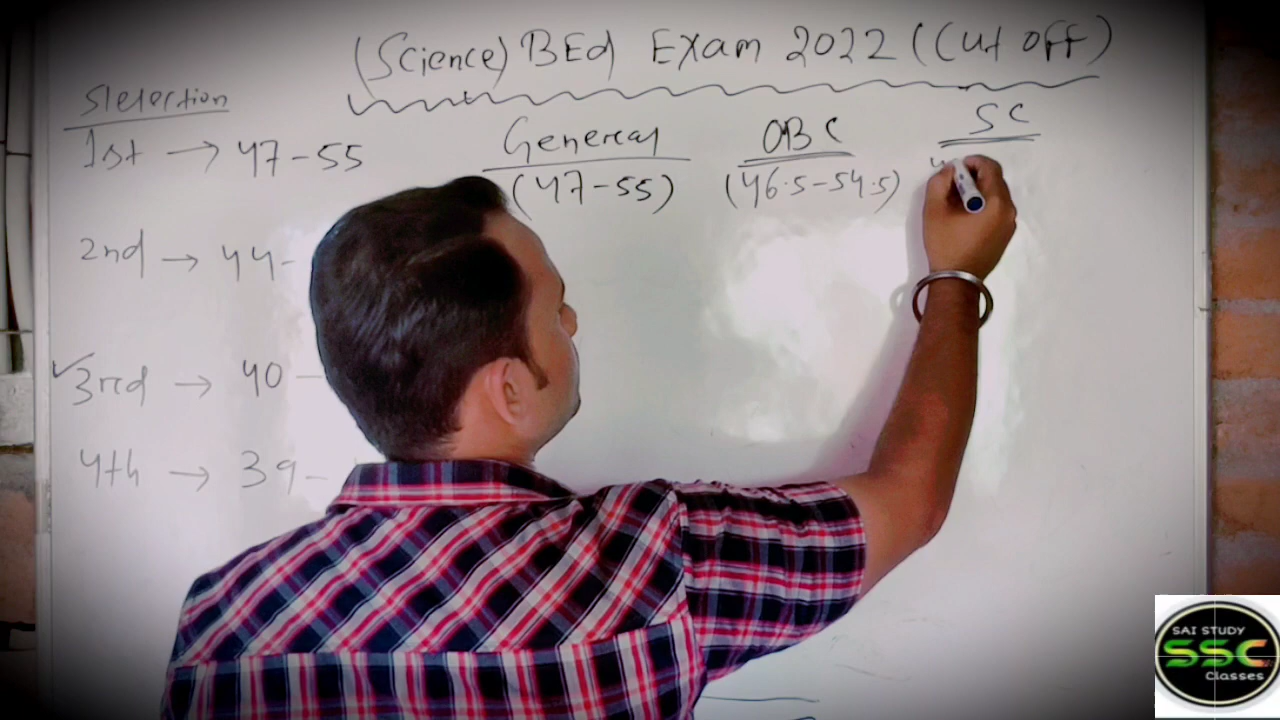 (Science) BEd Exam 2022 (Cut off)
Slelection
1st → 47-55
2nd → 44-
✓3rd → 40-
4th → 39-
General
(47-55)
OBC
(46.5-54.5)
SC
SAI STUDY
SSC
Classes